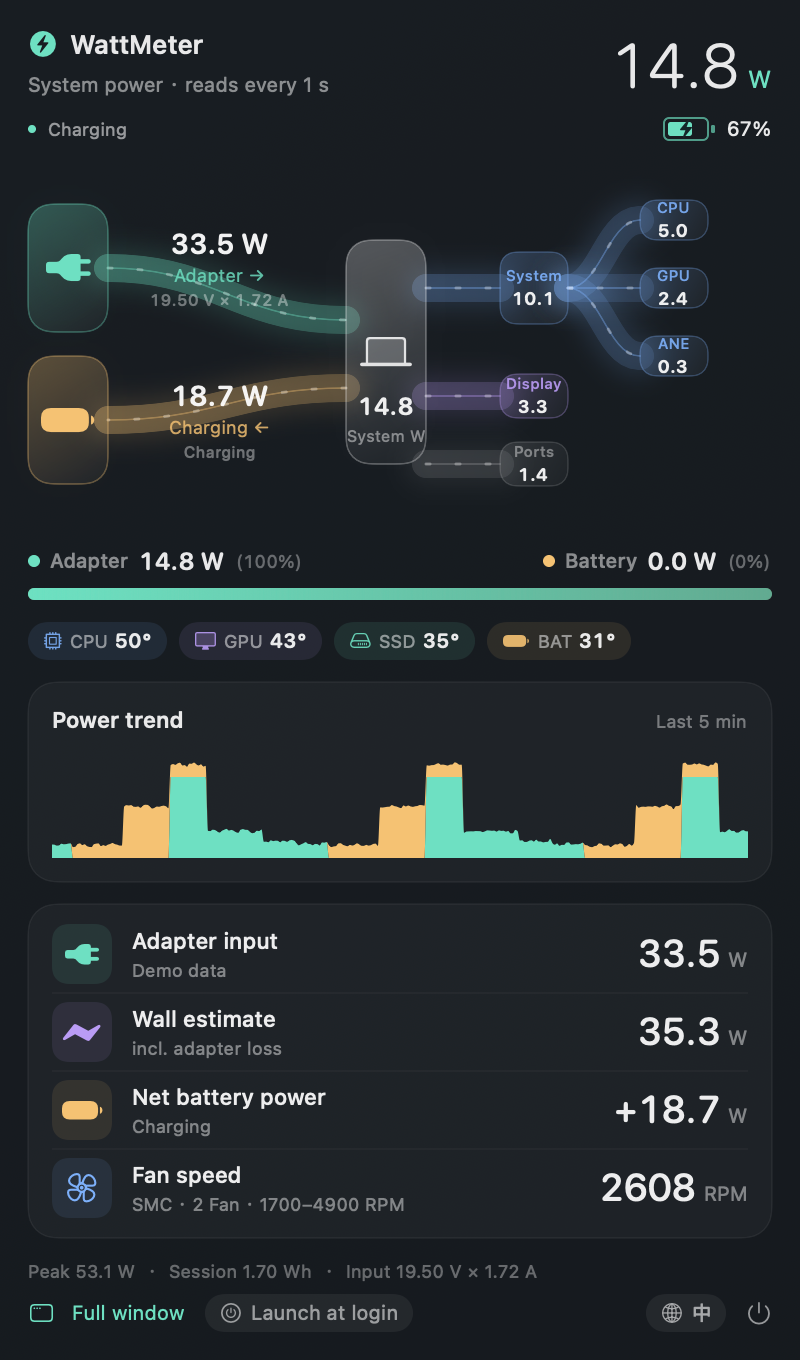 WattMeter
14.8 W
System power · reads every 1 s
Charging
67%
33.5 W
Adapter →
19.50 V × 1.72 A
18.7 W
Charging ←
Charging
14.8
System W
System
10.1
CPU
5.0
GPU
2.4
ANE
0.3
Display
3.3
Ports
1.4
Adapter 14.8 W (100%)
Battery 0.0 W (0%)
CPU 50°
GPU 43°
SSD 35°
BAT 31°
Power trend
Last 5 min
Adapter input
Demo data
33.5 W
Wall estimate
incl. adapter loss
35.3 W
Net battery power
Charging
+18.7 W
Fan speed
SMC · 2 Fan · 1700–4900 RPM
2608 RPM
Peak 53.1 W · Session 1.70 Wh · Input 19.50 V × 1.72 A
Full window
Launch at login
中